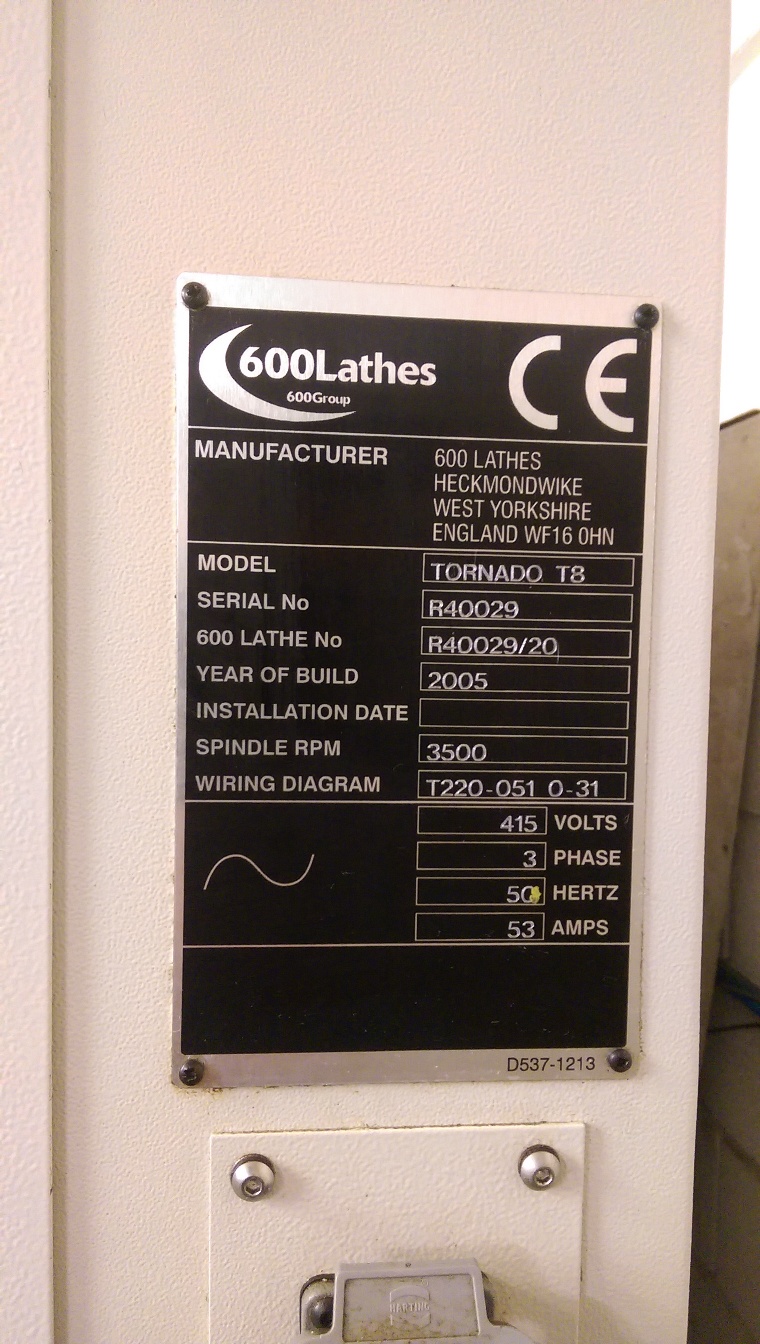 600Lathes
600Group
CE
MANUFACTURER 600 LATHES
HECKMONDWIKE
WEST YORKSHIRE
ENGLAND WF16 0HN
MODEL TORNADO T8
SERIAL No R40029
600 LATHE No R40029/20
YEAR OF BUILD 2005
INSTALLATION DATE
SPINDLE RPM 3500
WIRING DIAGRAM T220-051 0-31
415 VOLTS
3 PHASE
50 HERTZ
53 AMPS
D537-1213
HARTING